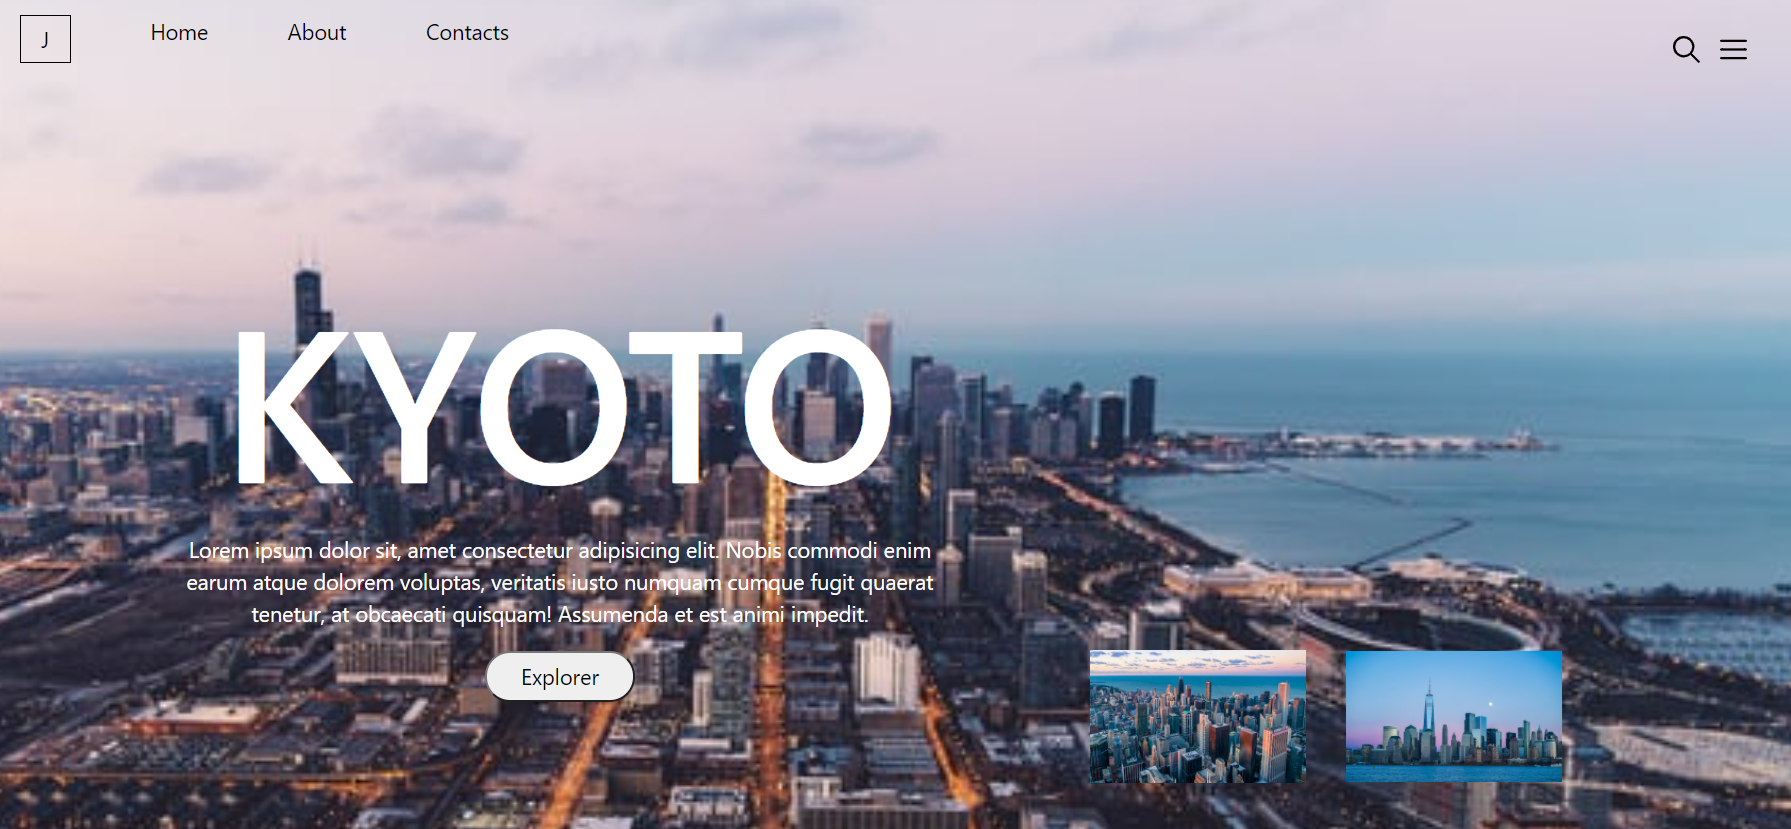 J Home About Contacts
KYOTO
Lorem ipsum dolor sit, amet consectetur adipisicing elit. Nobis commodi enim
earum atque dolorem voluptas, veritatis iusto numquam cumque fugit quaerat
tenetur, at obcaecati quisquam! Assumenda et est animi impedit.
Explorer